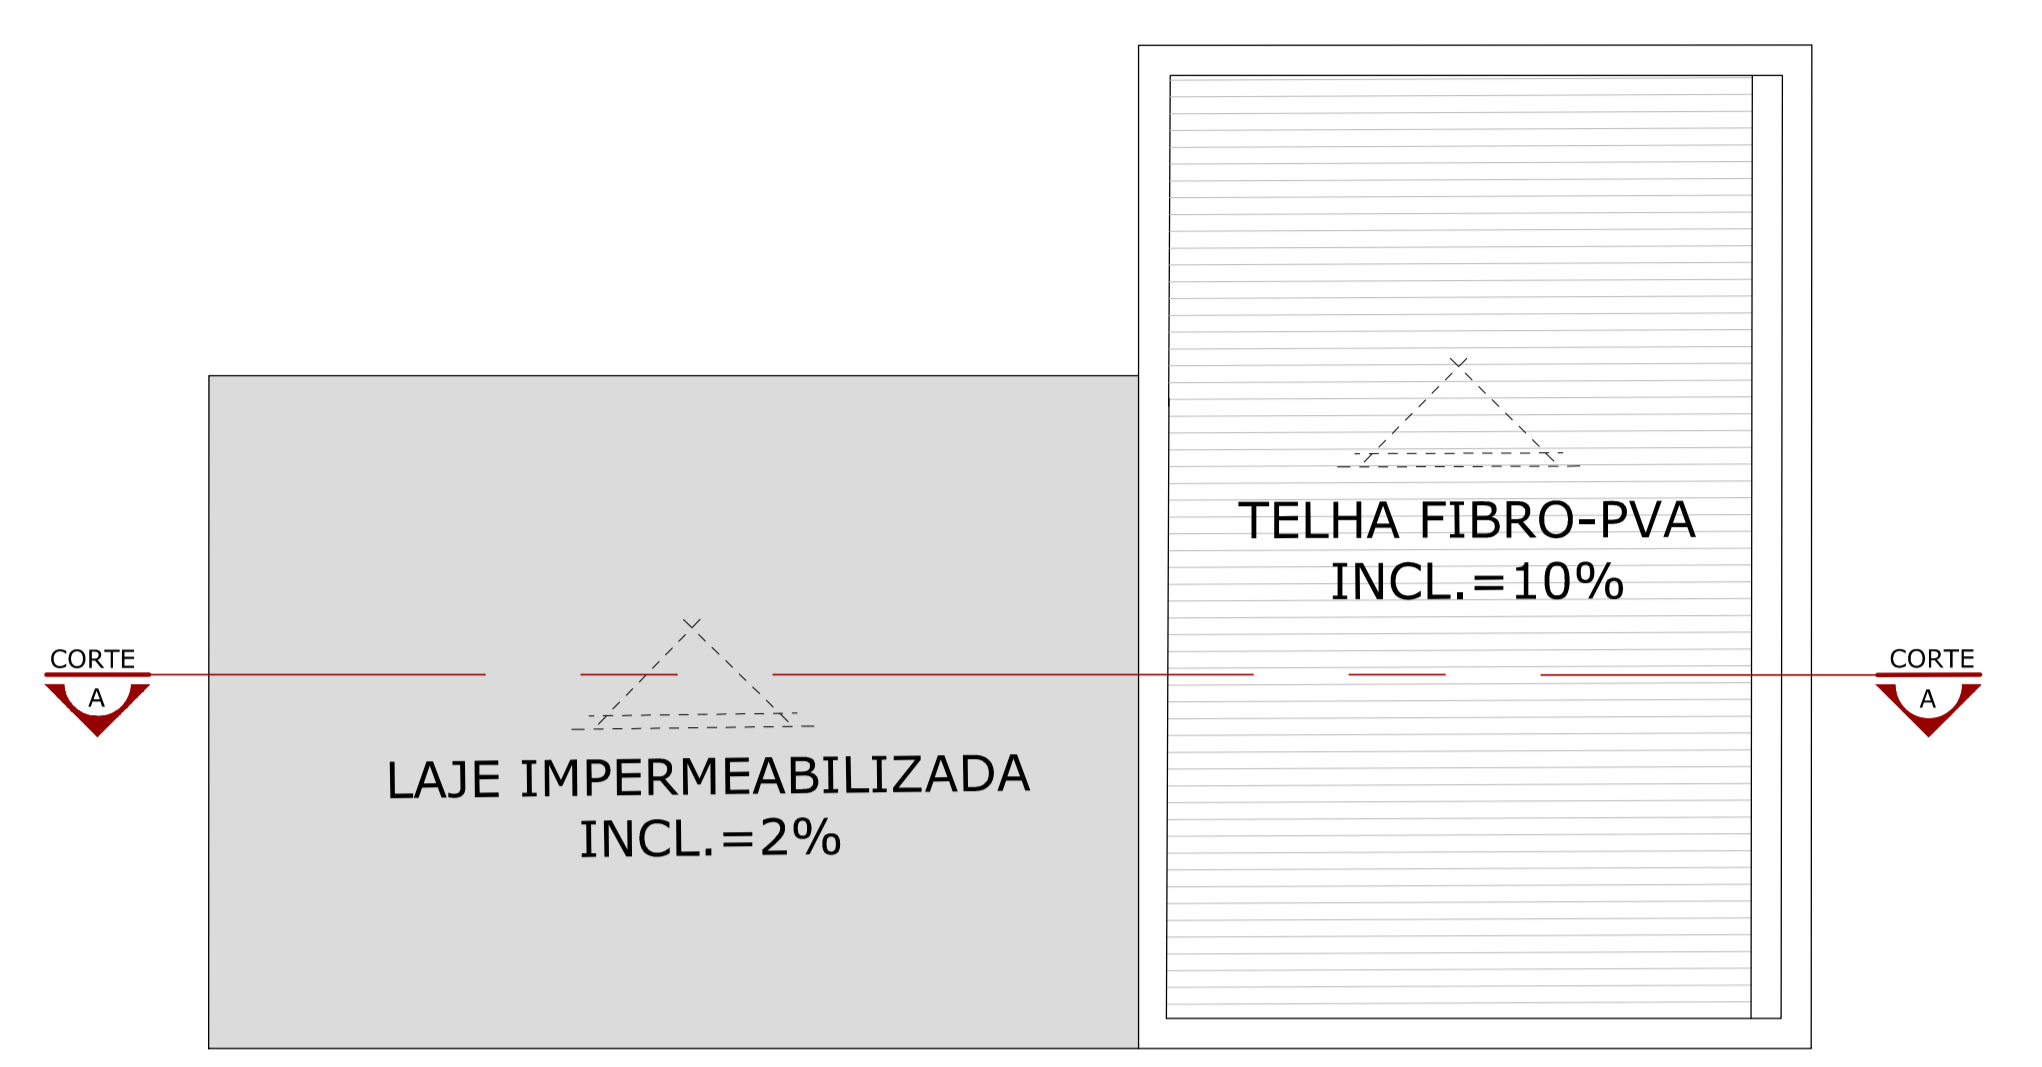 TELHA FIBRO-PVA
INCL.=10%
CORTE
A
CORTE
A
LAJE IMPERMEABILIZADA
INCL.=2%